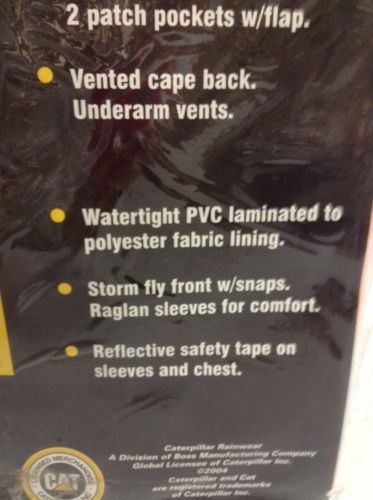 2 patch pockets w/flap.
Vented cape back.
Underarm vents.
Watertight PVC laminated to
polyester fabric lining.
Storm fly front w/snaps.
Raglan sleeves for comfort.
Reflective safety tape on
sleeves and chest.
Caterpillar Rainwear
A Division of Boss Manufacturing Company
Global Licensee of Caterpillar Inc.
©2004
Caterpillar and Cat
are registered trademarks
of Caterpillar Inc.
LICENSED MERCHANDISE
CAT